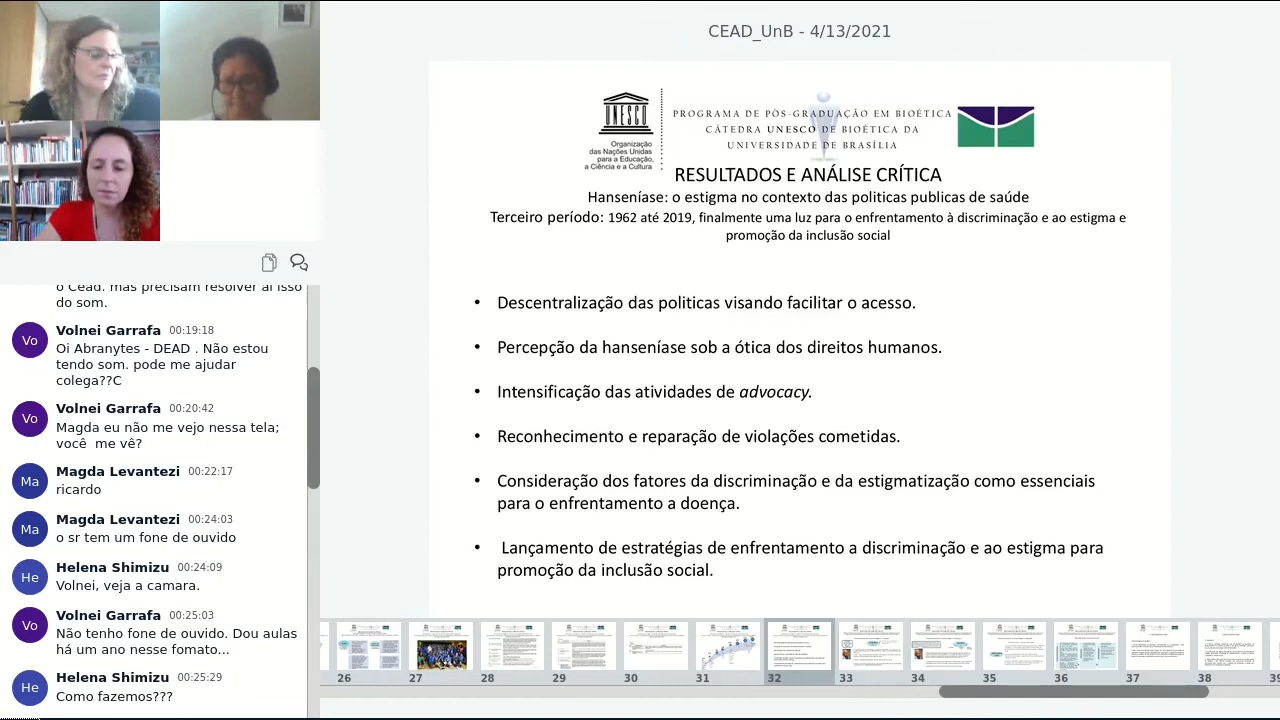 CEAD_UnB - 4/13/2021
UNESCO
Organização
das Nações Unidas
para a Educação,
a Ciência e a Cultura
PROGRAMA DE PÓS-GRADUAÇÃO EM BIOÉTICA
CÁTEDRA UNESCO DE BIOÉTICA DA
UNIVERSIDADE DE BRASÍLIA
RESULTADOS E ANÁLISE CRÍTICA
Hanseníase: o estigma no contexto das politicas publicas de saúde
Terceiro período: 1962 até 2019, finalmente uma luz para o enfrentamento à discriminação e ao estigma e
promoção da inclusão social
• Descentralização das politicas visando facilitar o acesso.
• Percepção da hanseníase sob a ótica dos direitos humanos.
• Intensificação das atividades de advocacy.
• Reconhecimento e reparação de violações cometidas.
• Consideração dos fatores da discriminação e da estigmatização como essenciais
para o enfrentamento a doença.
• Lançamento de estratégias de enfrentamento a discriminação e ao estigma para
promoção da inclusão social.
o Cead. mas precisam resolver aí isso
do som.
Vo
Volnei Garrafa 00:19:18
Oi Abranytes - DEAD . Não estou
tendo som. pode me ajudar
colega??C
Vo
Volnei Garrafa 00:20:42
Magda eu não me vejo nessa tela;
você me vê?
Ma
Magda Levantezi 00:22:17
ricardo
Ma
Magda Levantezi 00:24:03
o sr tem um fone de ouvido
He
Helena Shimizu 00:24:09
Volnei, veja a camara.
Vo
Volnei Garrafa 00:25:03
Não tenho fone de ouvido. Dou aulas
há um ano nesse formato...
He
Helena Shimizu 00:25:29
Como fazemos???
26 27 28 29 30 31 32 33 34 35 36 37 38 39